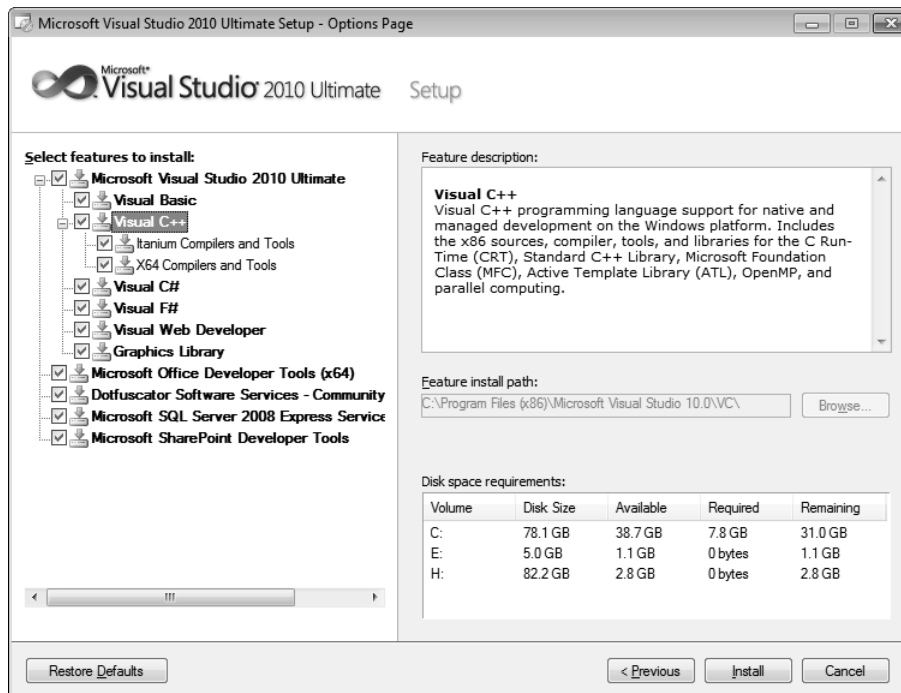 Microsoft Visual Studio 2010 Ultimate Setup - Options Page
Microsoft®
Visual Studio® 2010 Ultimate Setup
Select features to install:
Microsoft Visual Studio 2010 Ultimate
Visual Basic
Visual C++
Itanium Compilers and Tools
X64 Compilers and Tools
Visual C#
Visual F#
Visual Web Developer
Graphics Library
Microsoft Office Developer Tools (x64)
Dotfuscator Software Services - Community
Microsoft SQL Server 2008 Express Service
Microsoft SharePoint Developer Tools
Feature description:
Visual C++
Visual C++ programming language support for native and
managed development on the Windows platform. Includes
the x86 sources, compiler, tools, and libraries for the C Run-
Time (CRT), Standard C++ Library, Microsoft Foundation
Class (MFC), Active Template Library (ATL), OpenMP, and
parallel computing.
Feature install path:
C:\Program Files (x86)\Microsoft Visual Studio 10.0\VC\
Browse...
Disk space requirements:
Volume Disk Size Available Required Remaining
C: 78.1 GB 38.7 GB 7.8 GB 31.0 GB
E: 5.0 GB 1.1 GB 0 bytes 1.1 GB
H: 82.2 GB 2.8 GB 0 bytes 2.8 GB
Restore Defaults
< Previous
Install
Cancel